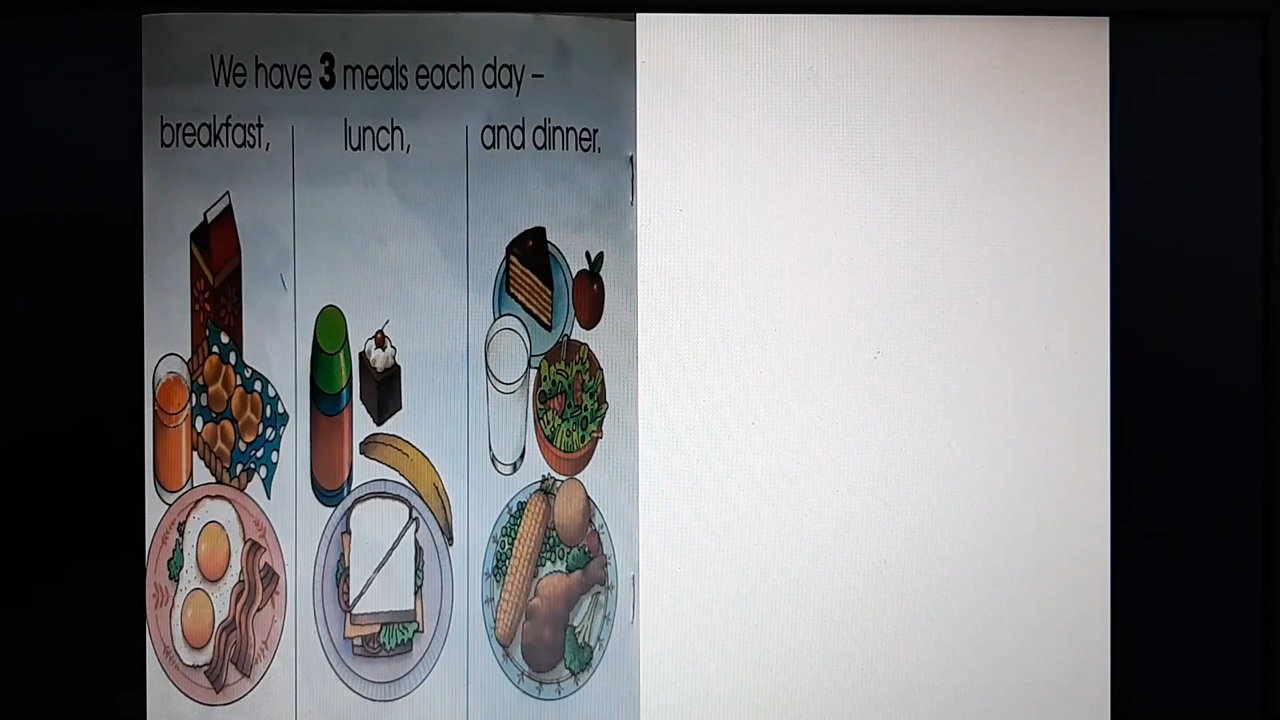 We have 3 meals each day –
breakfast, lunch, and dinner.